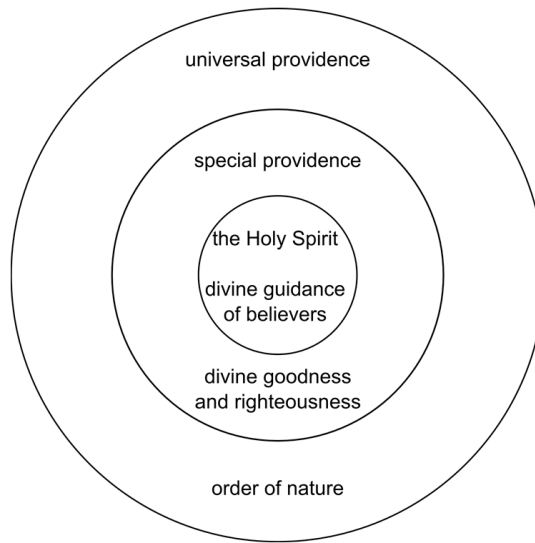 universal providence
special providence
the Holy Spirit
divine guidance
of believers
divine goodness
and righteousness
order of nature